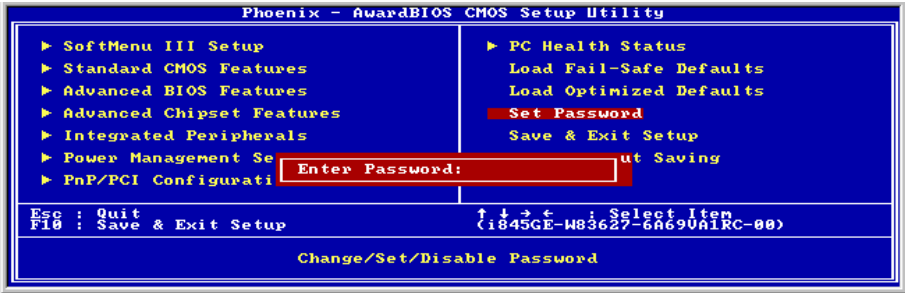 Phoenix - AwardBIOS CMOS Setup Utility
SoftMenu III Setup
Standard CMOS Features
Advanced BIOS Features
Advanced Chipset Features
Integrated Peripherals
Power Management Se
PnP/PCI Configurati
PC Health Status
Load Fail-Safe Defaults
Load Optimized Defaults
Set Password
Save & Exit Setup
ut Saving
Enter Password:
Esc : Quit
F10 : Save & Exit Setup
↑ ↓ → ← : Select Item
(i845GE-W83627-6A69VA1RC-00)
Change/Set/Disable Password